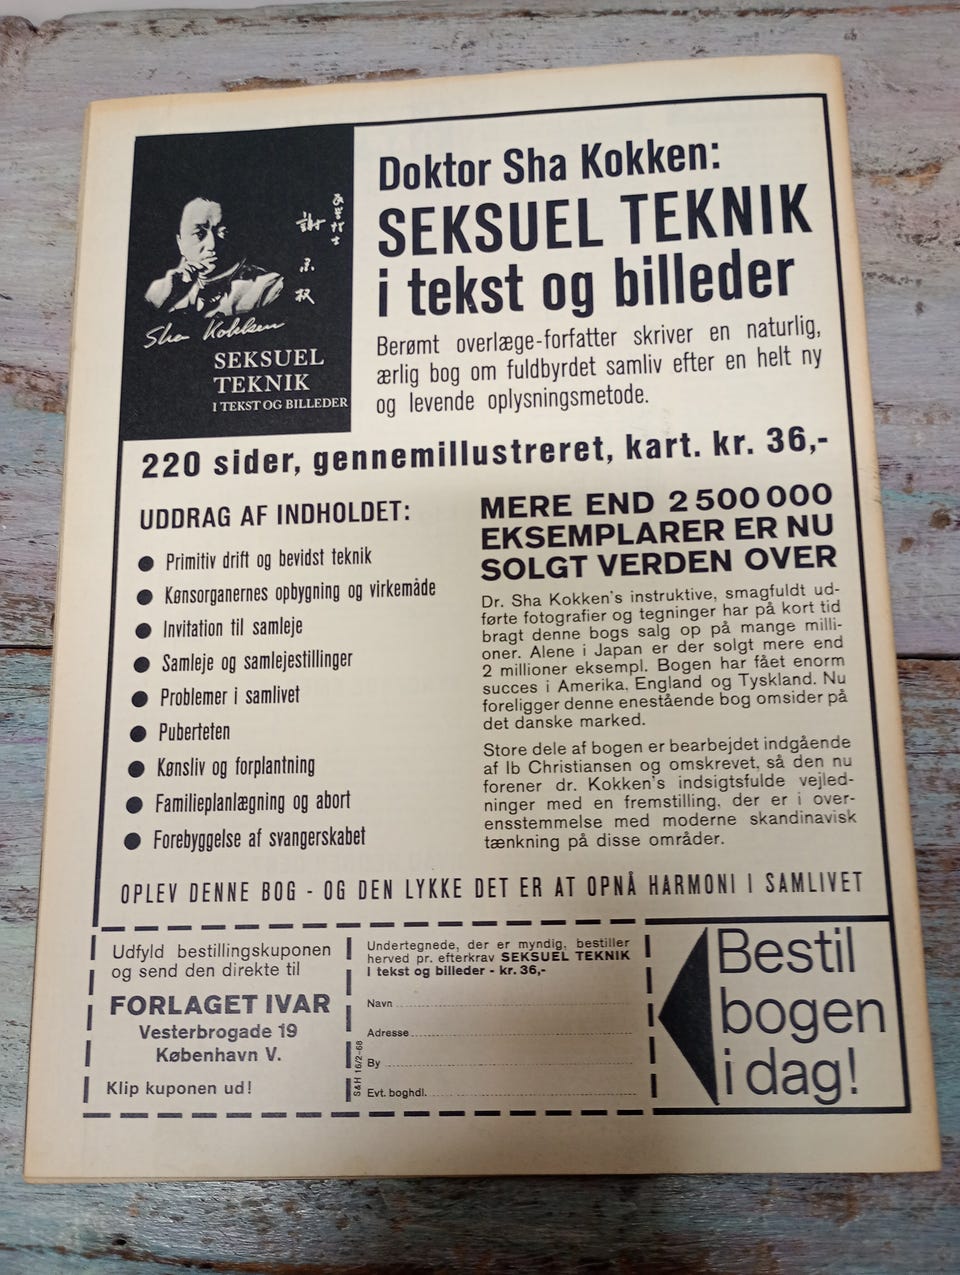 Doktor Sha Kokken:
SEKSUEL TEKNIK
i tekst og billeder
謝
国
権
Sha Kokken
SEKSUEL
TEKNIK
I TEKST OG BILLEDER
Berømt overlæge-forfatter skriver en naturlig,
ærlig bog om fuldbyrdet samliv efter en helt ny
og levende oplysningsmetode.
220 sider, gennemillustreret, kart. kr. 36,-
UDDRAG AF INDHOLDET:
● Primitiv drift og bevidst teknik
● Kønsorganernes opbygning og virkemåde
● Invitation til samleje
● Samleje og samlejestillinger
● Problemer i samlivet
● Puberteten
● Kønsliv og forplantning
● Familieplanlægning og abort
● Forebyggelse af svangerskabet
MERE END 2 500 000
EKSEMPLARER ER NU
SOLGT VERDEN OVER
Dr. Sha Kokken's instruktive, smagfuldt ud-
førte fotografier og tegninger har på kort tid
bragt denne bogs salg op på mange milli-
oner. Alene i Japan er der solgt mere end
2 millioner eksempl. Bogen har fået enorm
succes i Amerika, England og Tyskland. Nu
foreligger denne enestående bog omsider på
det danske marked.
Store dele af bogen er bearbejdet indgående
af Ib Christiansen og omskrevet, så den nu
forener dr. Kokken's indsigtsfulde vejled-
ninger med en fremstilling, der er i over-
ensstemmelse med moderne skandinavisk
tænkning på disse områder.
OPLEV DENNE BOG - OG DEN LYKKE DET ER AT OPNÅ HARMONI I SAMLIVET
Udfyld bestillingskuponen
og send den direkte til
FORLAGET IVAR
Vesterbrogade 19
København V.
Klip kuponen ud!
S&H 16/2-68
Undertegnede, der er myndig, bestiller
herved pr. efterkrav SEKSUEL TEKNIK
I tekst og billeder - kr. 36,-
Navn
Adresse
By
Evt. boghdl.
Bestil
bogen
i dag!